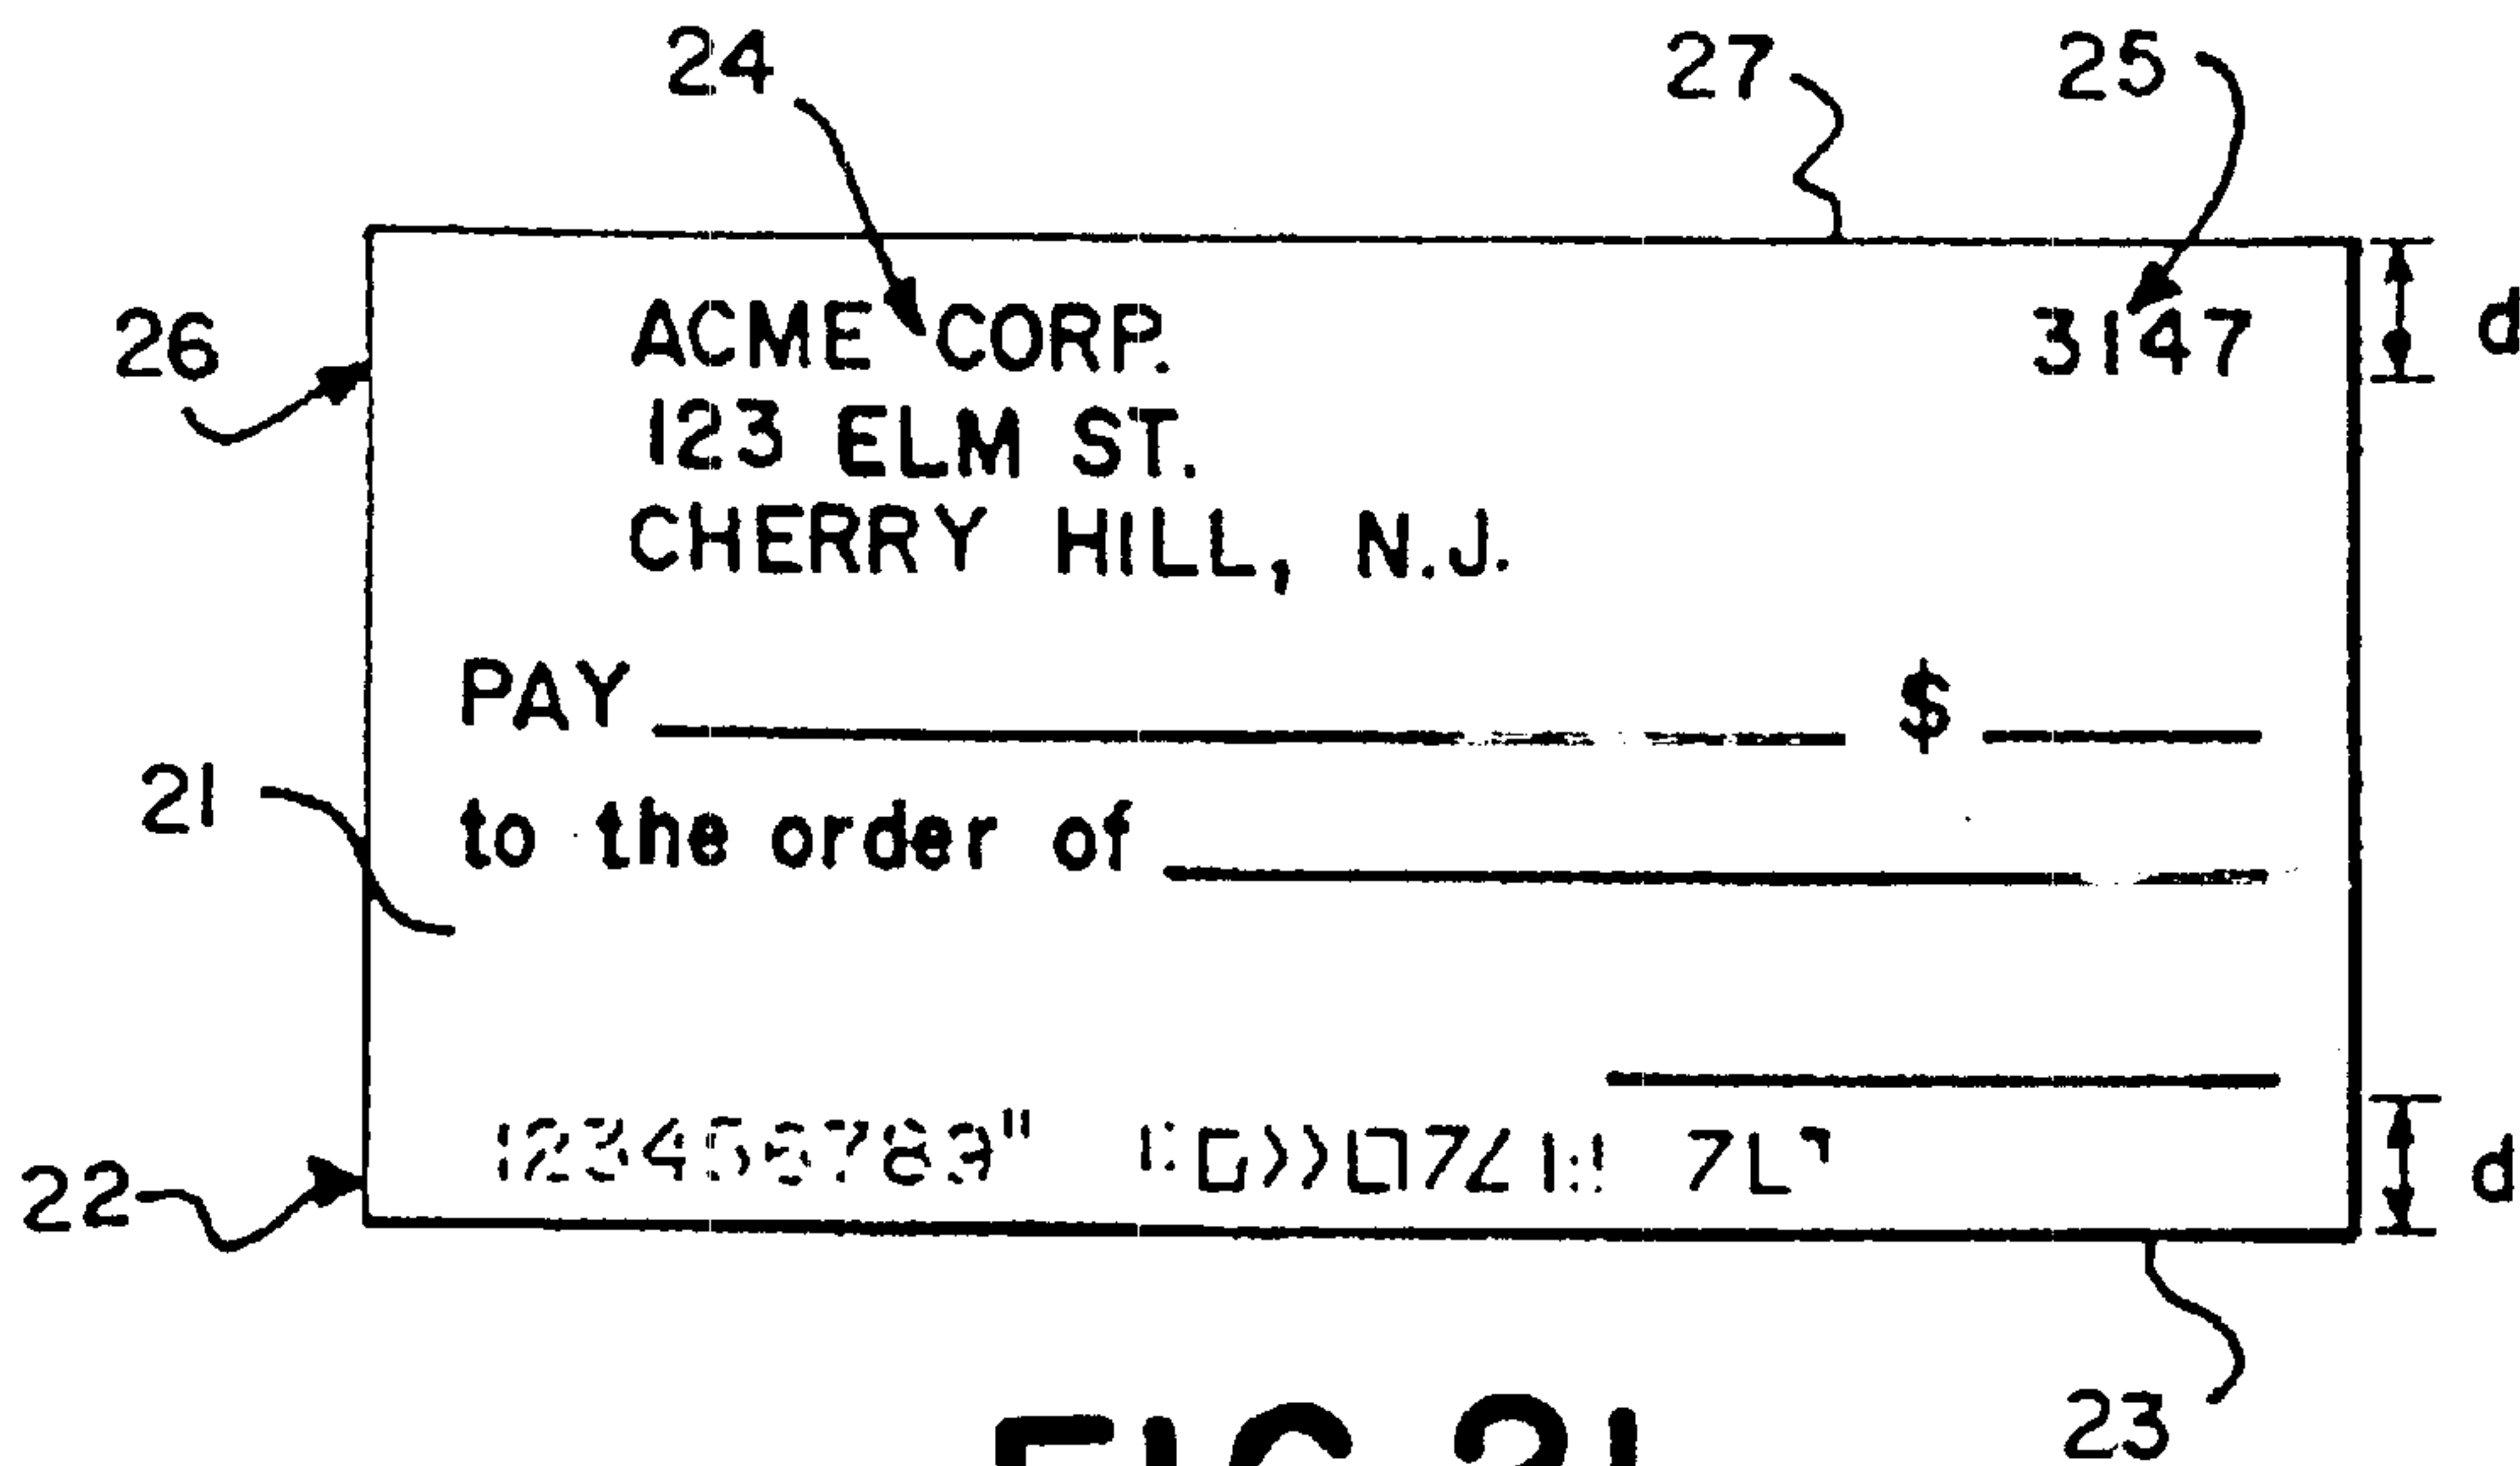 24 27 25
26 ACME CORP. 3147 d
123 ELM ST.
CHERRY HILL, N.J.
PAY $
21 to the order of
22 d
23